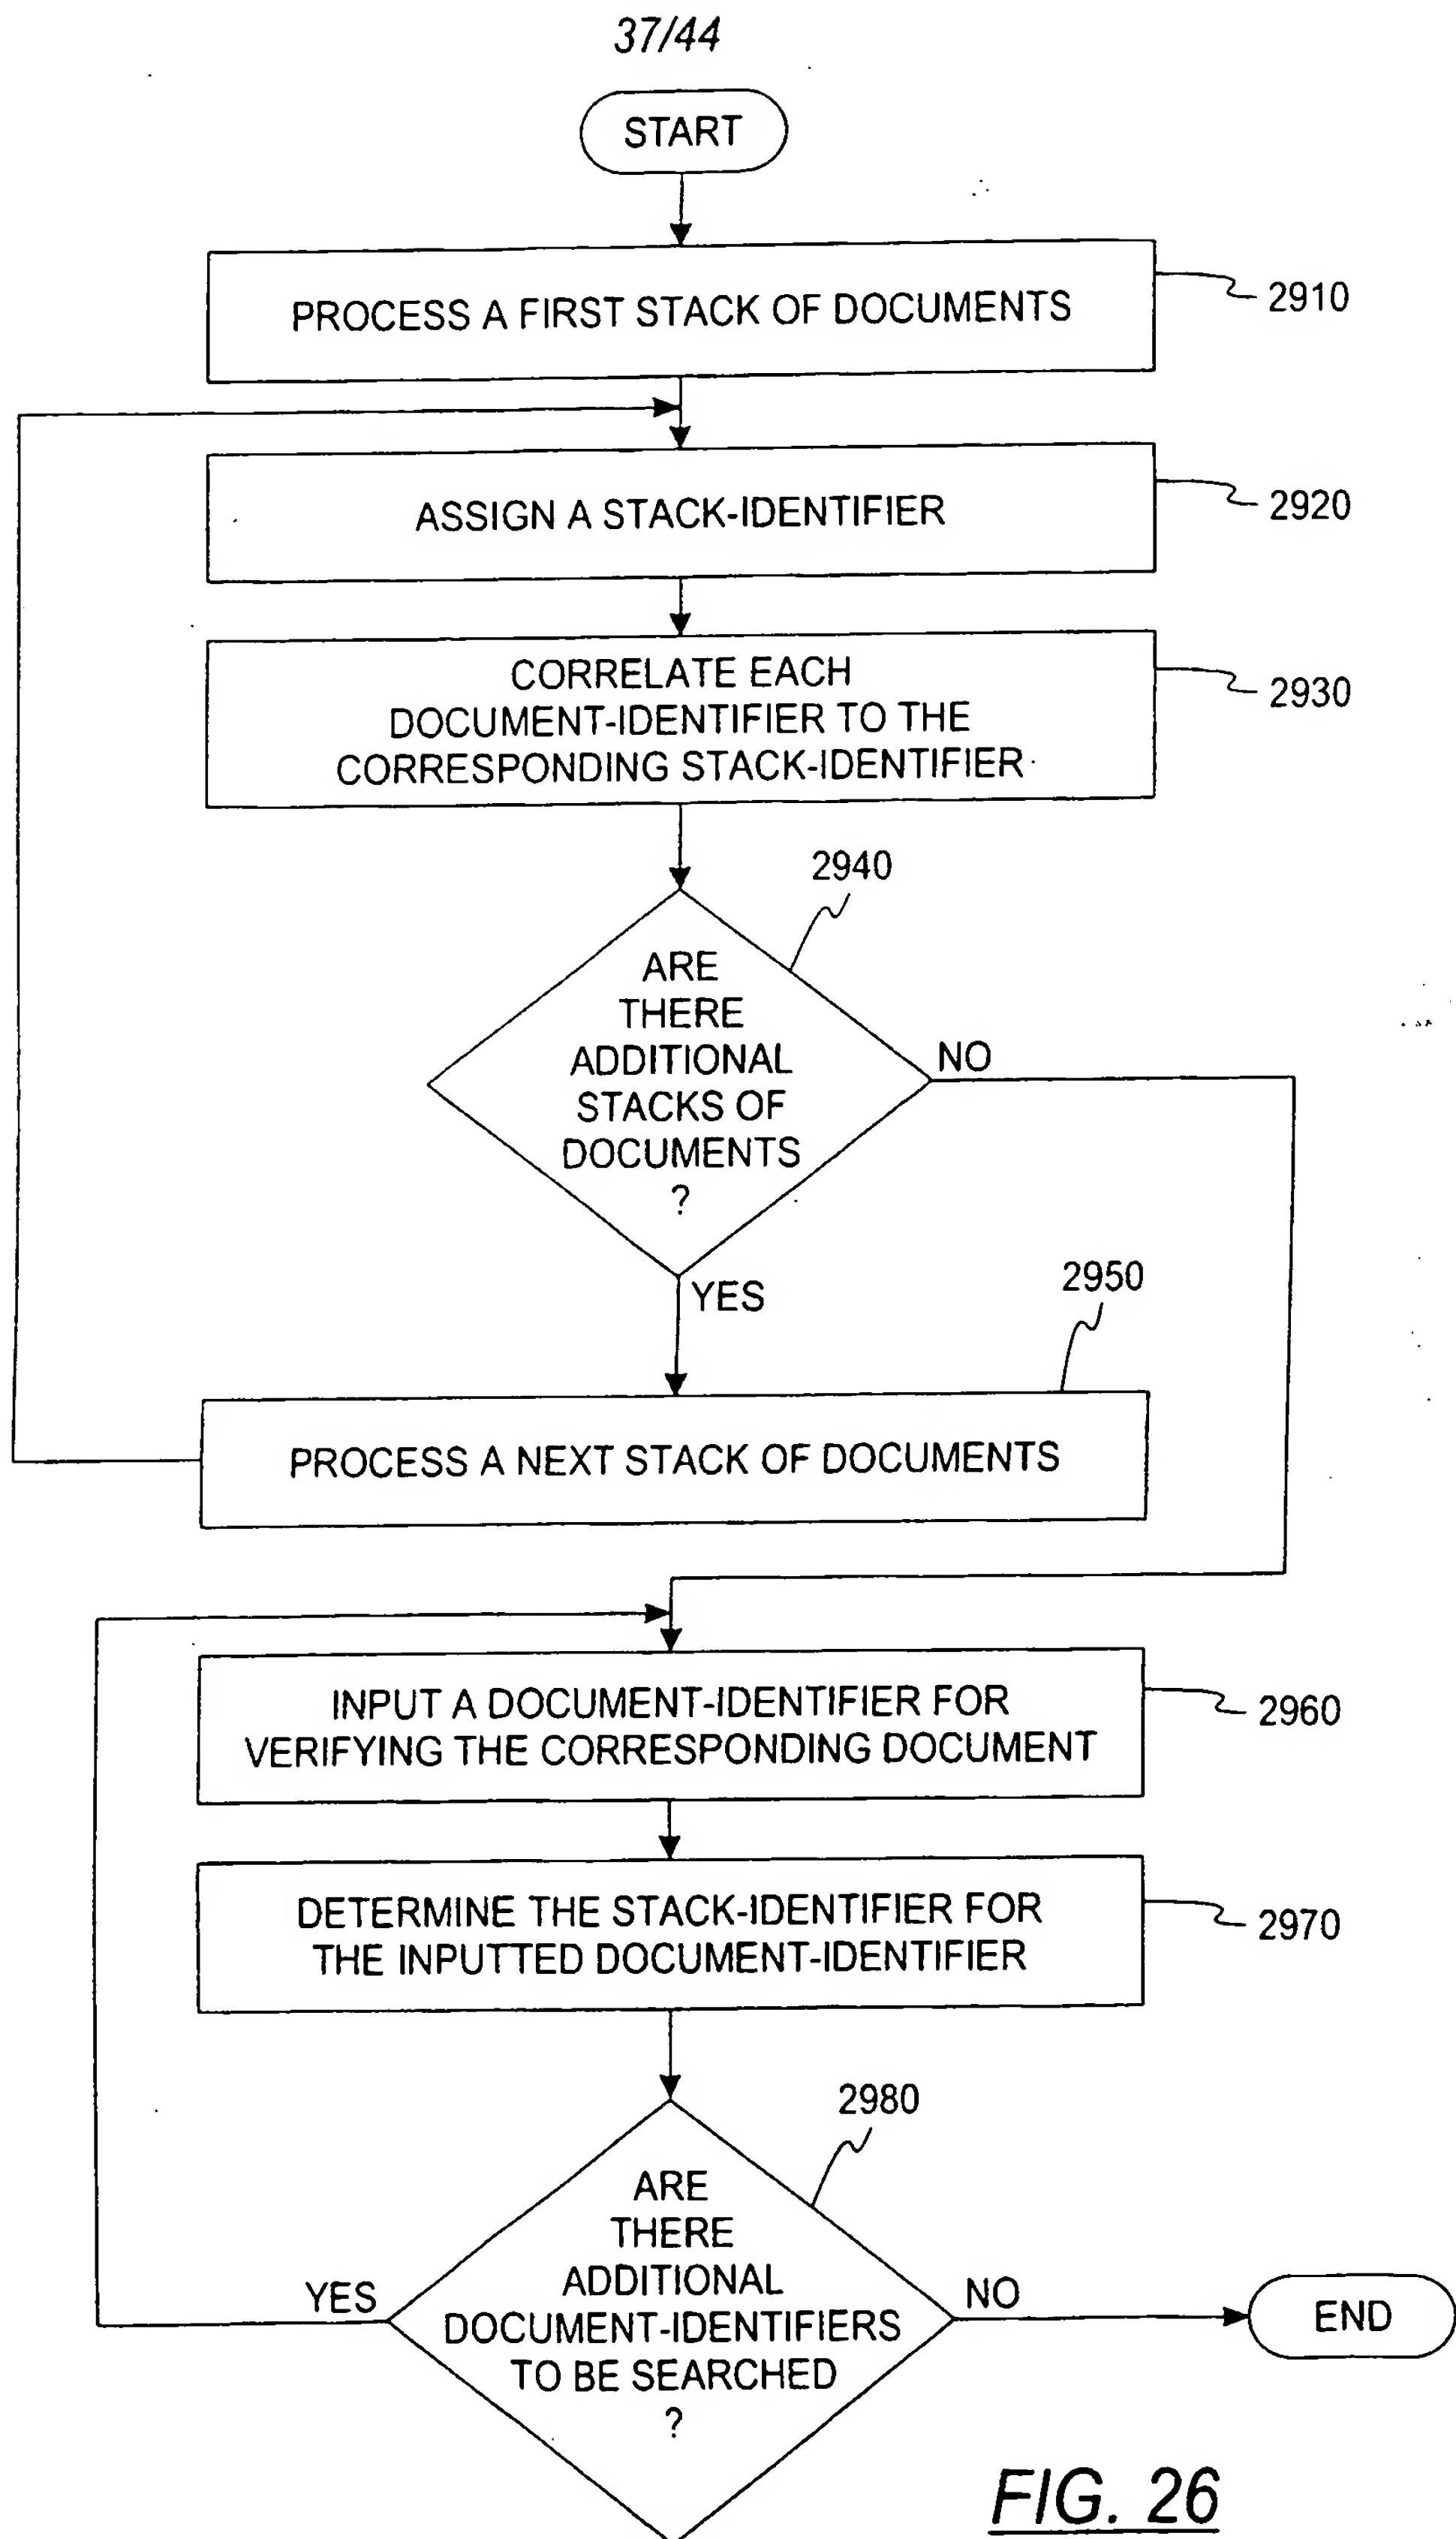 37/44
START
PROCESS A FIRST STACK OF DOCUMENTS
2910
ASSIGN A STACK-IDENTIFIER
2920
CORRELATE EACH
DOCUMENT-IDENTIFIER TO THE
CORRESPONDING STACK-IDENTIFIER
2930
2940
ARE
THERE
ADDITIONAL
STACKS OF
DOCUMENTS
?
NO
YES
2950
PROCESS A NEXT STACK OF DOCUMENTS
INPUT A DOCUMENT-IDENTIFIER FOR
VERIFYING THE CORRESPONDING DOCUMENT
2960
DETERMINE THE STACK-IDENTIFIER FOR
THE INPUTTED DOCUMENT-IDENTIFIER
2970
2980
ARE
THERE
ADDITIONAL
DOCUMENT-IDENTIFIERS
TO BE SEARCHED
?
YES
NO
END
FIG. 26